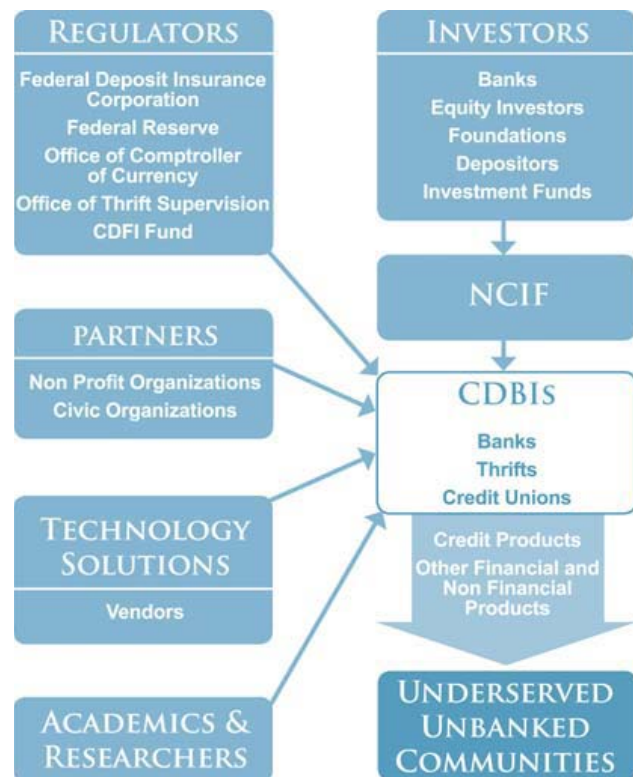 REGULATORS
Federal Deposit Insurance
Corporation
Federal Reserve
Office of Comptroller
of Currency
Office of Thrift Supervision
CDFI Fund
INVESTORS
Banks
Equity Investors
Foundations
Depositors
Investment Funds
NCIF
PARTNERS
Non Profit Organizations
Civic Organizations
CDBIs
Banks
Thrifts
Credit Unions
TECHNOLOGY
SOLUTIONS
Vendors
Credit Products
Other Financial and
Non Financial
Products
ACADEMICS &
RESEARCHERS
UNDERSERVED
UNBANKED
COMMUNITIES